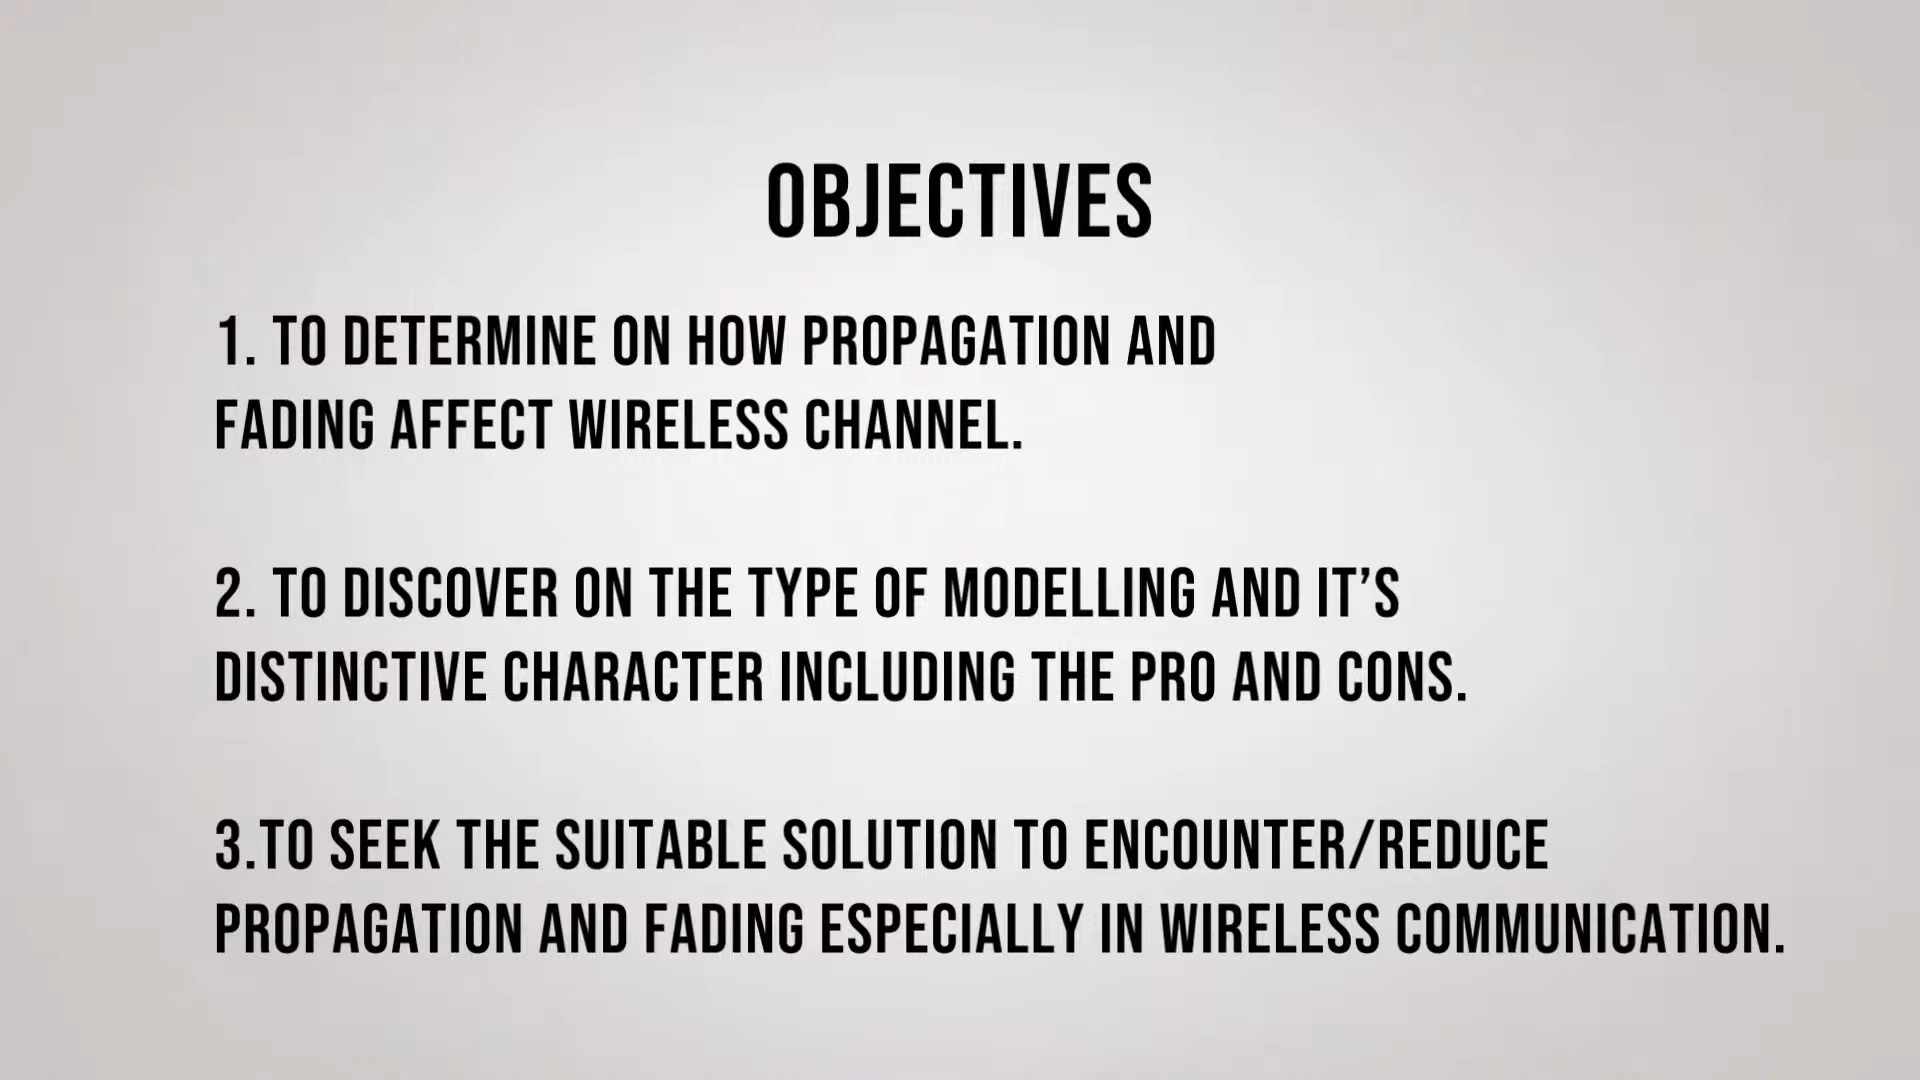 OBJECTIVES
1. TO DETERMINE ON HOW PROPAGATION AND
FADING AFFECT WIRELESS CHANNEL.
2. TO DISCOVER ON THE TYPE OF MODELLING AND IT’S
DISTINCTIVE CHARACTER INCLUDING THE PRO AND CONS.
3.TO SEEK THE SUITABLE SOLUTION TO ENCOUNTER/REDUCE
PROPAGATION AND FADING ESPECIALLY IN WIRELESS COMMUNICATION.